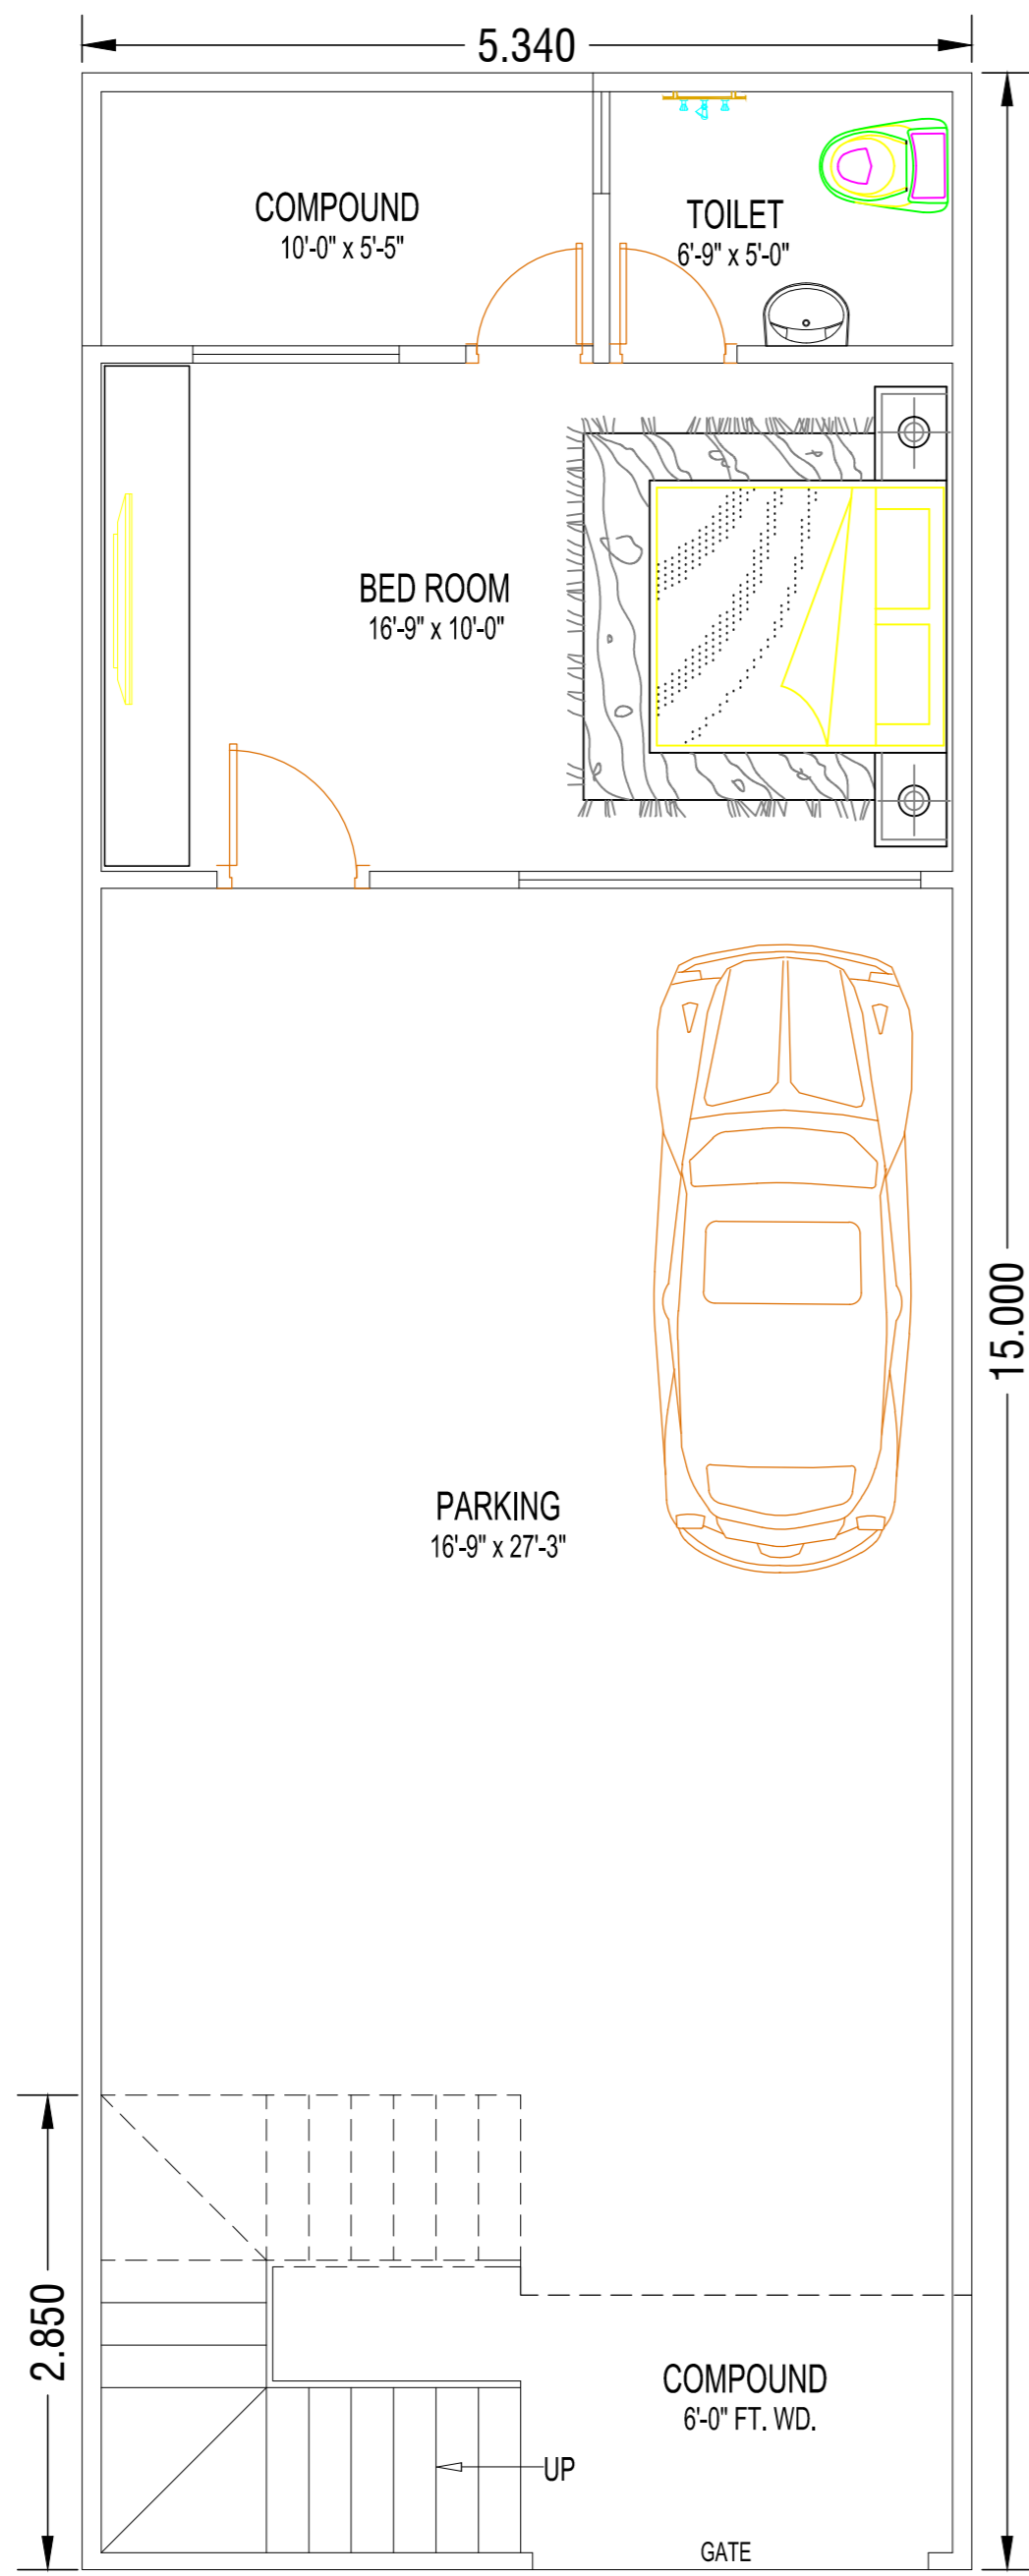 5.340
COMPOUND
10'-0" x 5'-5"
TOILET
6'-9" x 5'-0"
BED ROOM
16'-9" x 10'-0"
15.000
PARKING
16'-9" x 27'-3"
2.850
COMPOUND
6'-0" FT. WD.
UP
GATE